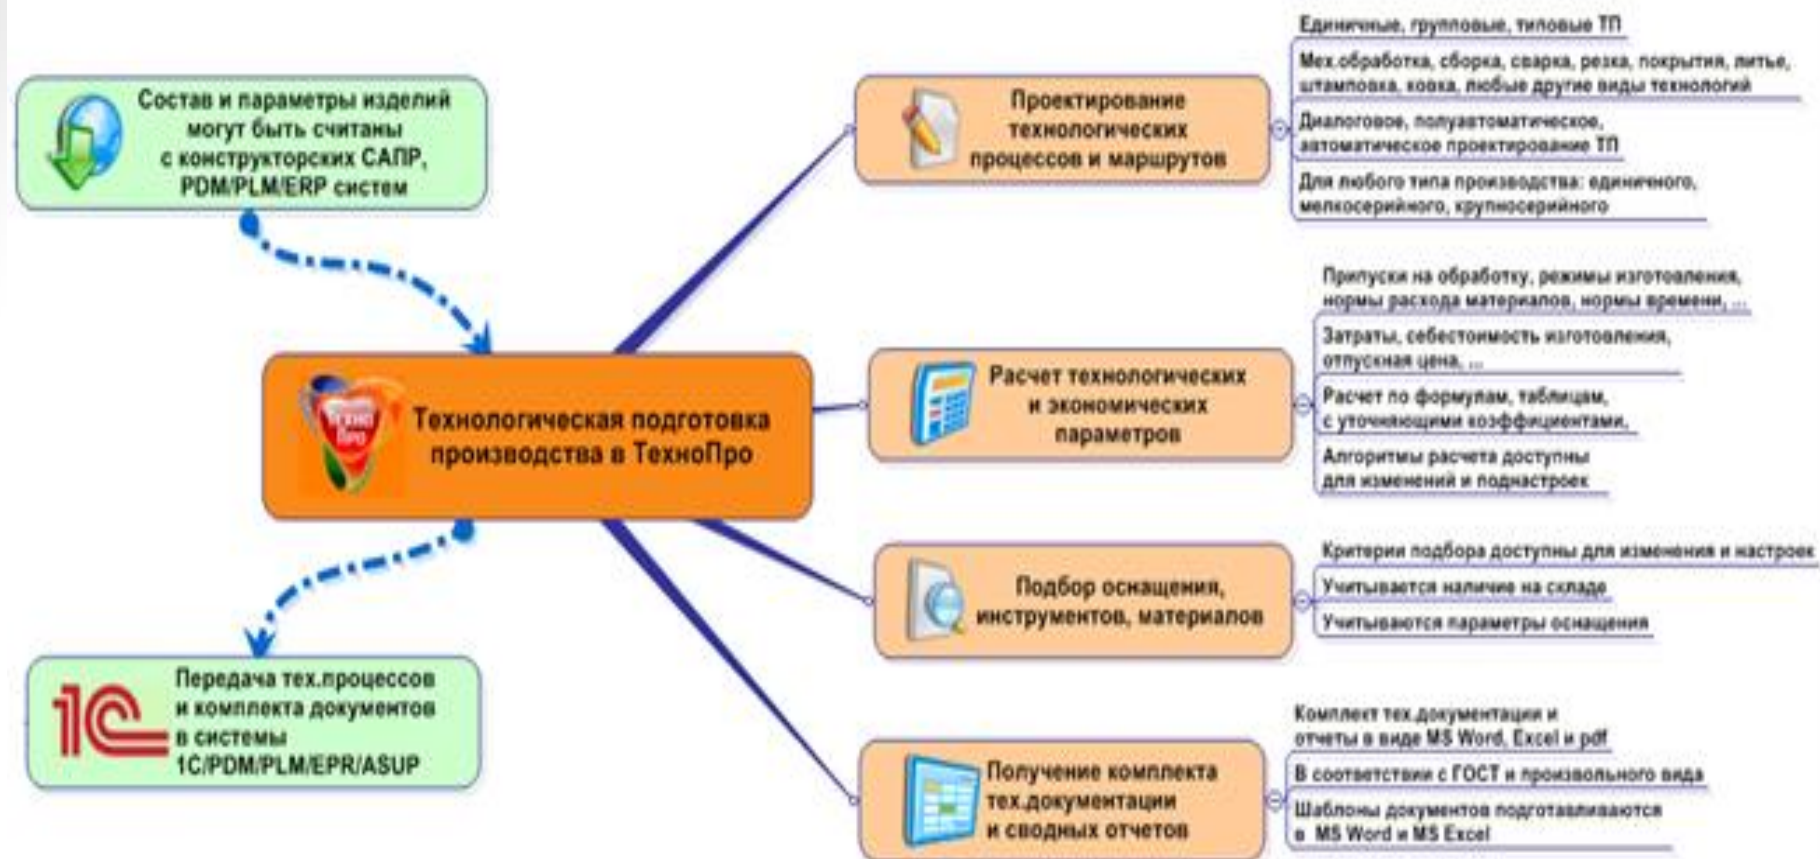 Состав и параметры изделий
могут быть считаны
с конструкторских САПР,
PDM/PLM/ERP систем
Технологическая подготовка
производства в ТехноПро
ТЕХНО
ПРО
Передача тех.процессов
и комплекта документов
в системы
1C/PDM/PLM/EPR/ASUP
1С
Проектирование
технологических
процессов и маршрутов
Единичные, групповые, типовые ТП
Мех.обработка, сборка, сварка, резка, покрытия, литье,
штамповка, ковка, любые другие виды технологий
Диалоговое, полуавтоматическое,
автоматическое проектирование ТП
Для любого типа производства: единичного,
мелкосерийного, крупносерийного
Расчет технологических
и экономических
параметров
Припуски на обработку, режимы изготовления,
нормы расхода материалов, нормы времени, ...
Затраты, себестоимость изготовления,
отпускная цена, ...
Расчет по формулам, таблицам,
с уточняющими коэффициентами,
Алгоритмы расчета доступны
для изменений и поднастроек
Подбор оснащения,
инструментов, материалов
Критерии подбора доступны для изменения и настроек
Учитывается наличие на складе
Учитываются параметры оснащения
Получение комплекта
тех.документации
и сводных отчетов
Комплект тех.документации и
отчеты в виде MS Word, Excel и pdf
В соответствии с ГОСТ и произвольного вида
Шаблоны документов подготавливаются
в MS Word и MS Excel